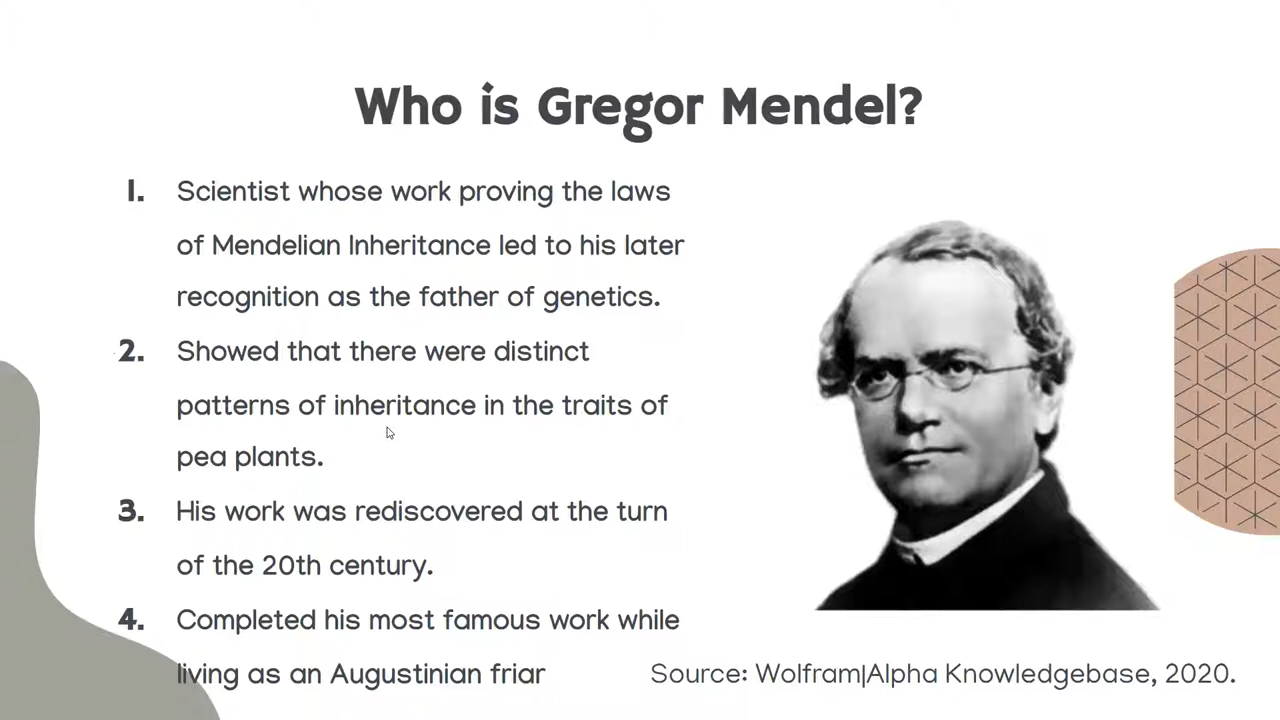 Who is Gregor Mendel?
1. Scientist whose work proving the laws
of Mendelian Inheritance led to his later
recognition as the father of genetics.
2. Showed that there were distinct
patterns of inheritance in the traits of
pea plants.
3. His work was rediscovered at the turn
of the 20th century.
4. Completed his most famous work while
living as an Augustinian friar
Source: Wolfram|Alpha Knowledgebase, 2020.